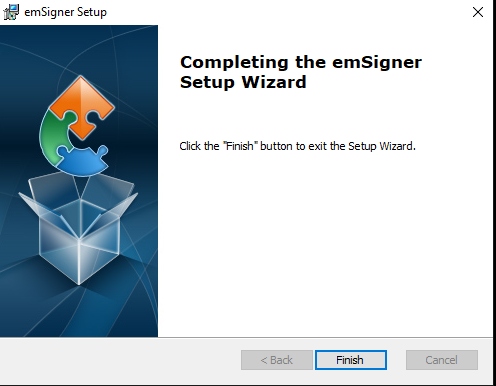 emSigner Setup
Completing the emSigner
Setup Wizard
Click the "Finish" button to exit the Setup Wizard.
< Back
Finish
Cancel